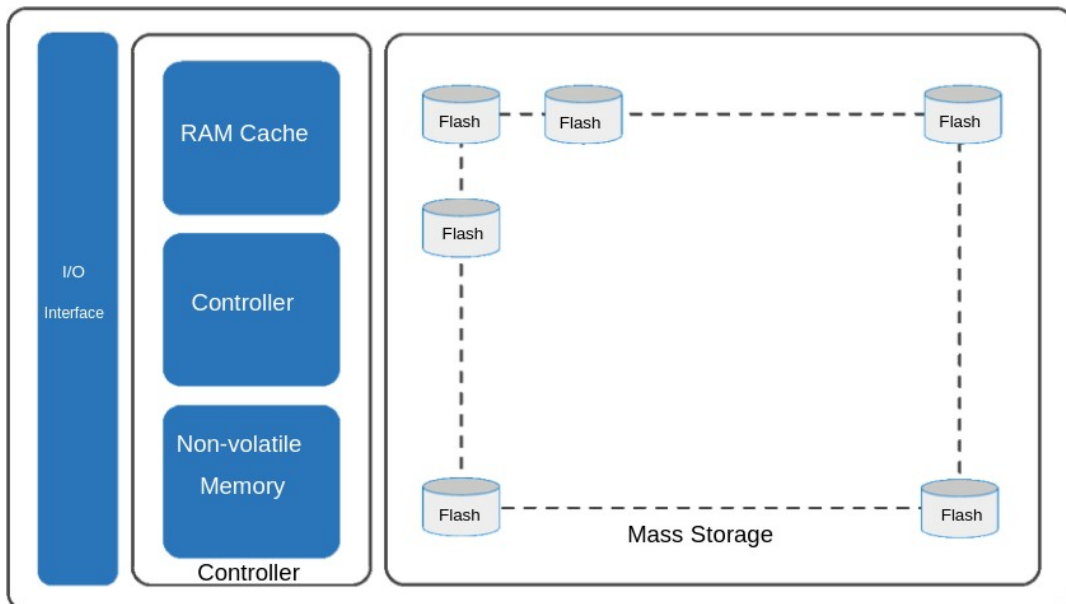 I/O
Interface
RAM Cache
Controller
Non-volatile
Memory
Controller
Flash
Flash
Flash
Flash
Flash
Flash
Mass Storage